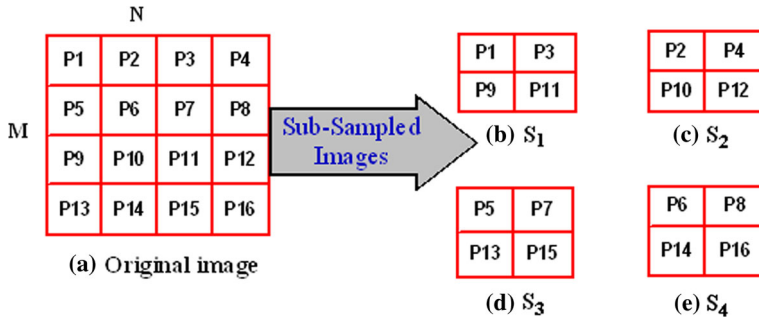 N
M
P1 P2 P3 P4
P5 P6 P7 P8
P9 P10 P11 P12
P13 P14 P15 P16
(a) Original image
Sub-Sampled
Images
P1 P3
P9 P11
(b) S1
P2 P4
P10 P12
(c) S2
P5 P7
P13 P15
(d) S3
P6 P8
P14 P16
(e) S4